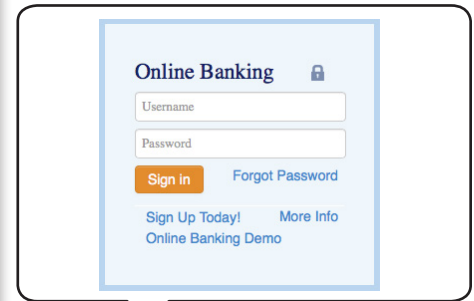 Online Banking
Username
Password
Sign in Forgot Password
Sign Up Today! More Info
Online Banking Demo